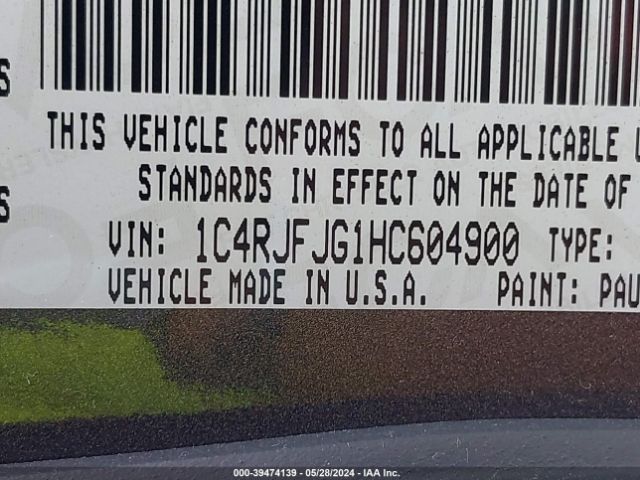 S
THIS VEHICLE CONFORMS TO ALL APPLICABLE U
STANDARDS IN EFFECT ON THE DATE OF
S
VIN: 1C4RJFJG1HC604900 TYPE:
VEHICLE MADE IN U.S.A. PAINT: PAU
000-39474139 - 05/28/2024 - IAA Inc.